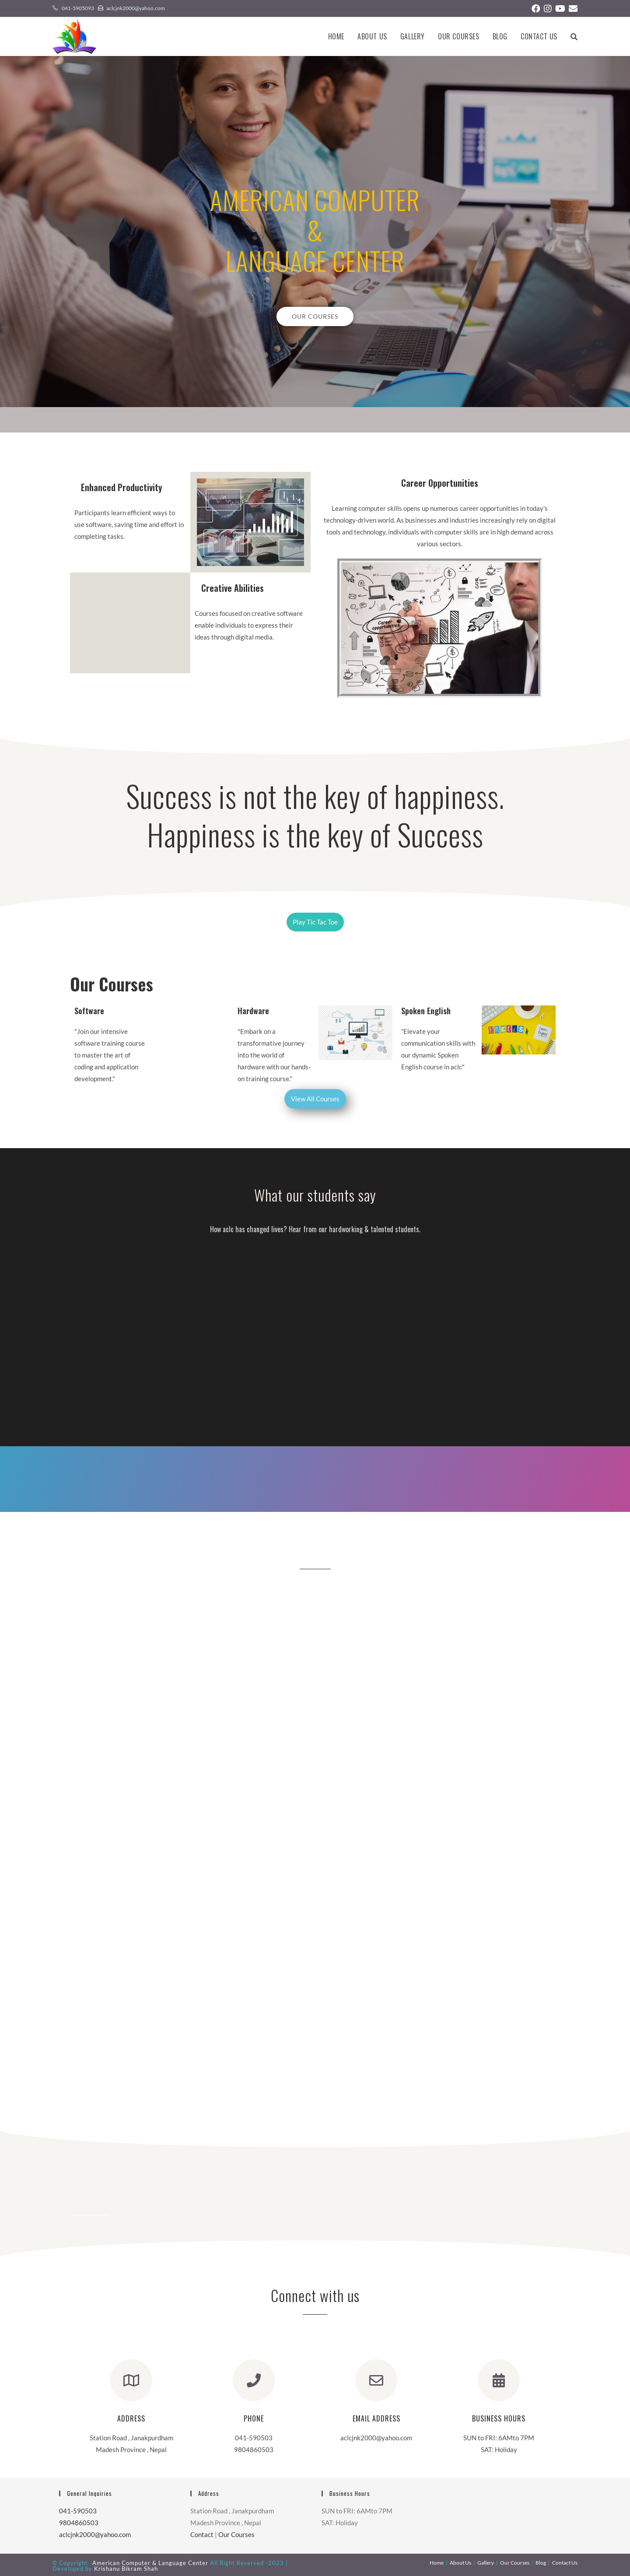 041-5905093 aclcjnk2000@yahoo.com
HOME ABOUT US GALLERY OUR COURSES BLOG CONTACT US
AMERICAN COMPUTER
&
LANGUAGE CENTER
OUR COURSES
Enhanced Productivity
Participants learn efficient ways to
use software, saving time and effort in
completing tasks.
Creative Abilities
Courses focused on creative software
enable individuals to express their
ideas through digital media.
Career Opportunities
Learning computer skills opens up numerous career opportunities in today's
technology-driven world. As businesses and industries increasingly rely on digital
tools and technology, individuals with computer skills are in high demand across
various sectors.
Career
opportunities
Success is not the key of happiness.
Happiness is the key of Success
Play Tic Tac Toe
Our Courses
Software
"Join our intensive
software training course
to master the art of
coding and application
development."
Hardware
"Embark on a
transformative journey
into the world of
hardware with our hands-
on training course."
Spoken English
"Elevate your
communication skills with
our dynamic Spoken
English course in aclc"
View All Courses
What our students say
How aclc has changed lives? Hear from our hardworking & talented students.
Connect with us
ADDRESS
Station Road , Janakpurdham
Madesh Province , Nepal
PHONE
041-590503
9804860503
EMAIL ADDRESS
aclcjnk2000@yahoo.com
BUSINESS HOURS
SUN to FRI: 6AMto 7PM
SAT: Holiday
General Inquiries
041-590503
9804860503
aclcjnk2000@yahoo.com
Address
Station Road , Janakpurdham
Madesh Province , Nepal
Contact | Our Courses
Business Hours
SUN to FRI: 6AMto 7PM
SAT: Holiday
© Copyright - American Computer & Language Center All Right Reserved -2023 |
Developed by Krishanu Bikram Shah
Home | About Us | Gallery | Our Courses | Blog | Contact Us